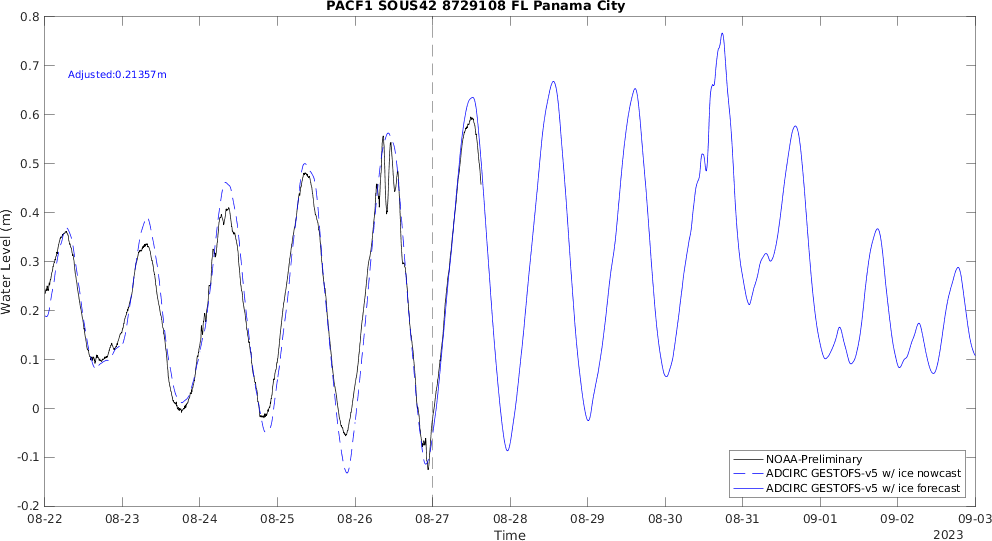 PACF1 SOUS42 8729108 FL Panama City
Adjusted:0.21357m
Water Level (m)
0.8
0.7
0.6
0.5
0.4
0.3
0.2
0.1
0
-0.1
-0.2
NOAA-Preliminary
ADCIRC GESTOFS-v5 w/ ice nowcast
ADCIRC GESTOFS-v5 w/ ice forecast
08-22 08-23 08-24 08-25 08-26 08-27 08-28 08-29 08-30 08-31 09-01 09-02 09-03
Time
2023